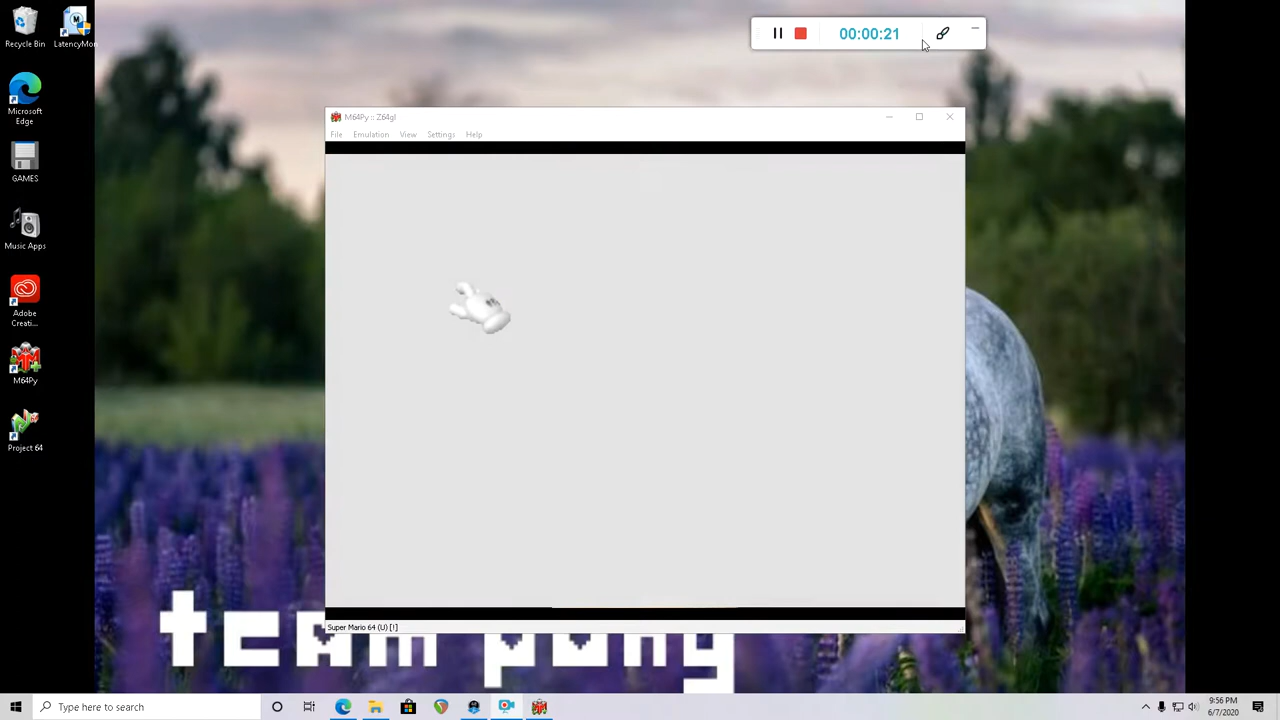 Recycle Bin
LatencyMon
00:00:21
Microsoft
Edge
M64Py :: Z64gl
File Emulation View Settings Help
GAMES
Music Apps
Adobe
Creati...
M64Py
Project 64
Super Mario 64 (U) [!]
team pony
Type here to search
9:56 PM
6/7/2020